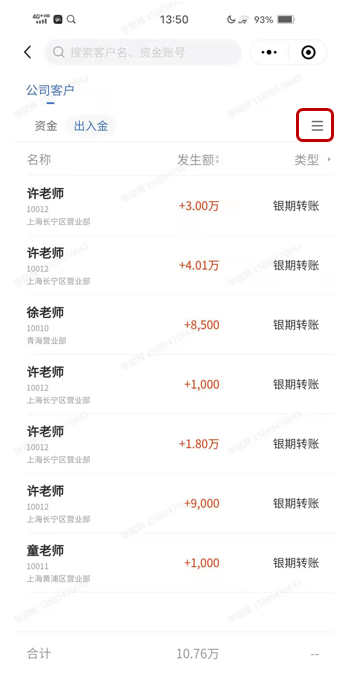 4G+HD 13:50 93%
搜索客户名、资金账号
公司客户
资金 出入金
名称 发生额 类型
许老师
10012
上海长宁区营业部
+3.00万 银期转账
许老师
10012
上海长宁区营业部
+4.01万 银期转账
徐老师
10010
青海营业部
+8,500 银期转账
许老师
10012
上海长宁区营业部
+1,000 银期转账
许老师
10012
上海长宁区营业部
+1.80万 银期转账
许老师
10012
上海长宁区营业部
+9,000 银期转账
童老师
10011
上海黄浦区营业部
+1,000 银期转账
合计 10.76万 --